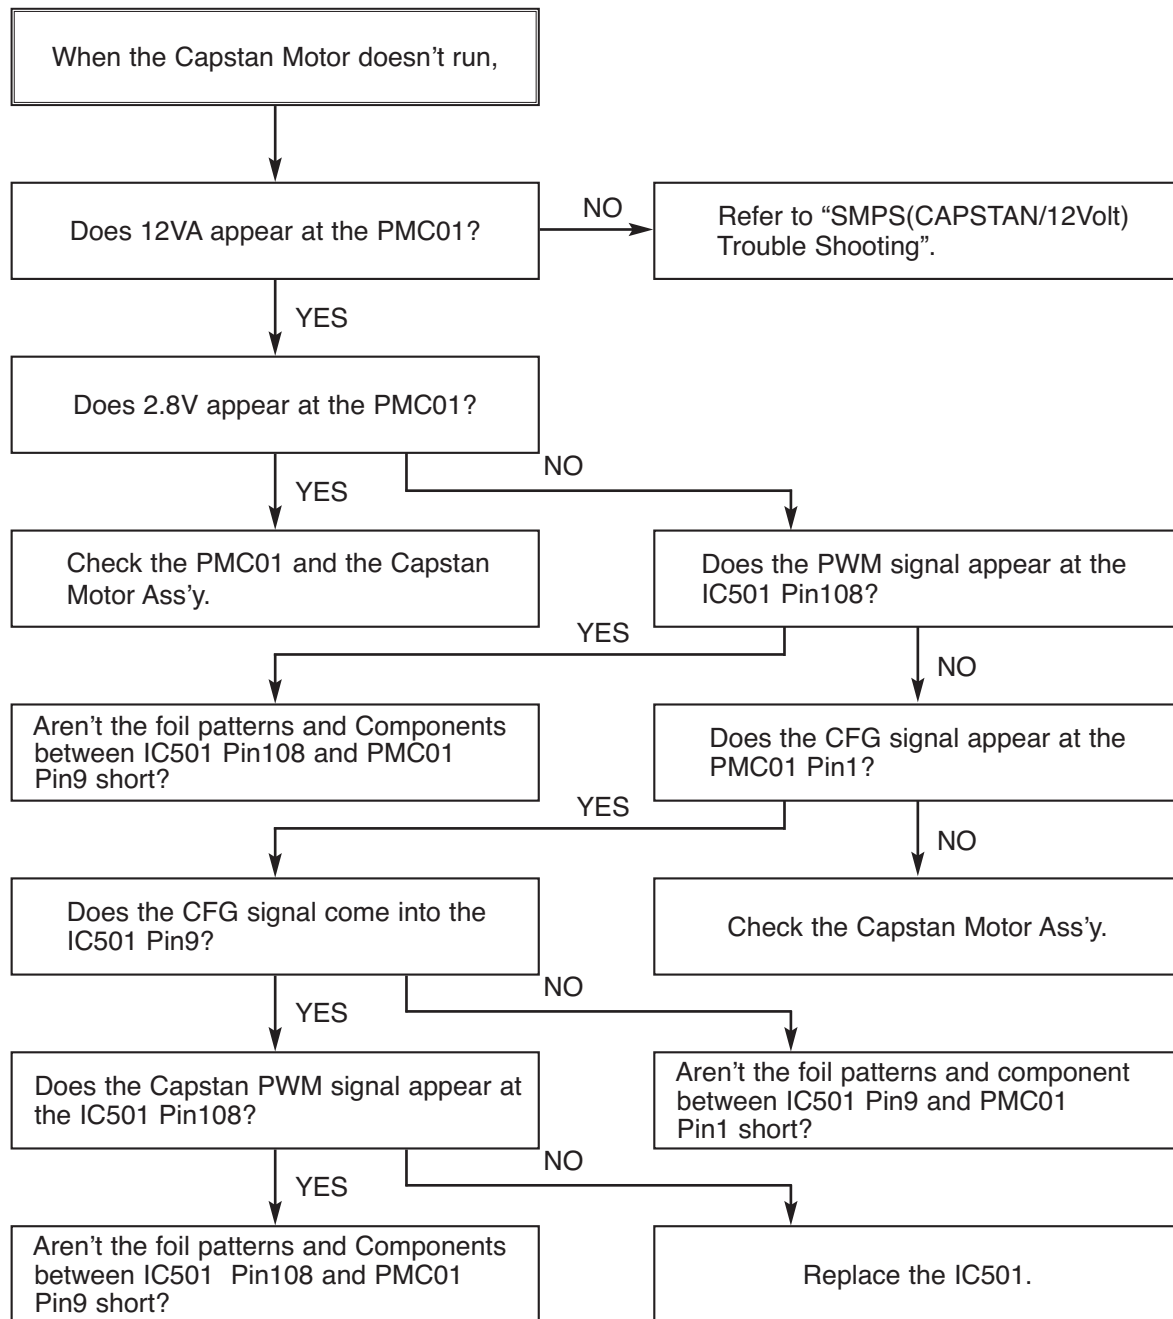 When the Capstan Motor doesn't run,
Does 12VA appear at the PMC01?
NO
Refer to “SMPS(CAPSTAN/12Volt)
Trouble Shooting”.
YES
Does 2.8V appear at the PMC01?
NO
YES
Check the PMC01 and the Capstan
Motor Ass'y.
Does the PWM signal appear at the
IC501 Pin108?
YES
NO
Aren't the foil patterns and Components
between IC501 Pin108 and PMC01
Pin9 short?
Does the CFG signal appear at the
PMC01 Pin1?
YES
NO
Does the CFG signal come into the
IC501 Pin9?
Check the Capstan Motor Ass'y.
NO
YES
Does the Capstan PWM signal appear at
the IC501 Pin108?
Aren't the foil patterns and component
between IC501 Pin9 and PMC01
Pin1 short?
NO
YES
Aren't the foil patterns and Components
between IC501 Pin108 and PMC01
Pin9 short?
Replace the IC501.